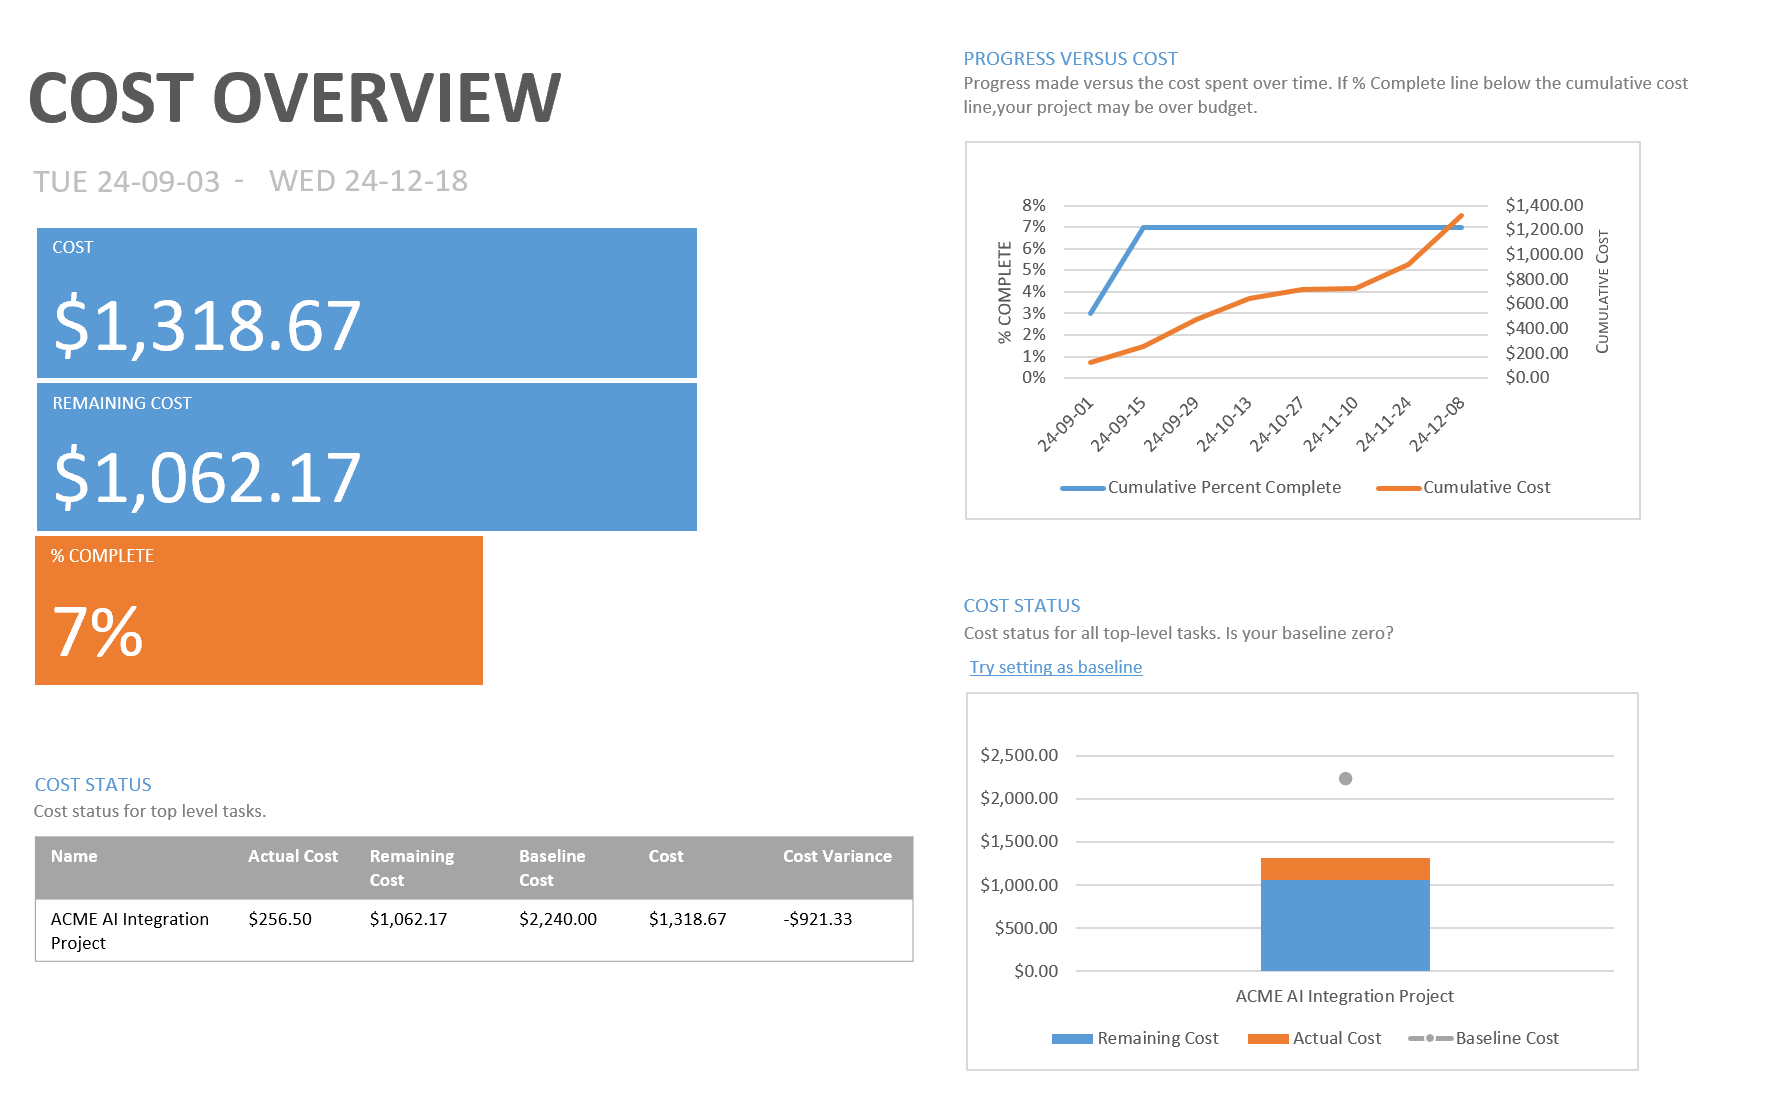 COST OVERVIEW
TUE 24-09-03 - WED 24-12-18
COST
$1,318.67
REMAINING COST
$1,062.17
% COMPLETE
7%
COST STATUS
Cost status for top level tasks.
Name Actual Cost Remaining Cost Baseline Cost Cost Cost Variance
ACME AI Integration Project $256.50 $1,062.17 $2,240.00 $1,318.67 -$921.33
PROGRESS VERSUS COST
Progress made versus the cost spent over time. If % Complete line below the cumulative cost
line,your project may be over budget.
% COMPLETE
8%
7%
6%
5%
4%
3%
2%
1%
0%
$1,400.00
$1,200.00
$1,000.00
$800.00
$600.00
$400.00
$200.00
$0.00
CUMULATIVE COST
24-09-01
24-09-15
24-09-29
24-10-13
24-10-27
24-11-10
24-11-24
24-12-08
Cumulative Percent Complete Cumulative Cost
COST STATUS
Cost status for all top-level tasks. Is your baseline zero?
Try setting as baseline
$2,500.00
$2,000.00
$1,500.00
$1,000.00
$500.00
$0.00
ACME AI Integration Project
Remaining Cost Actual Cost Baseline Cost